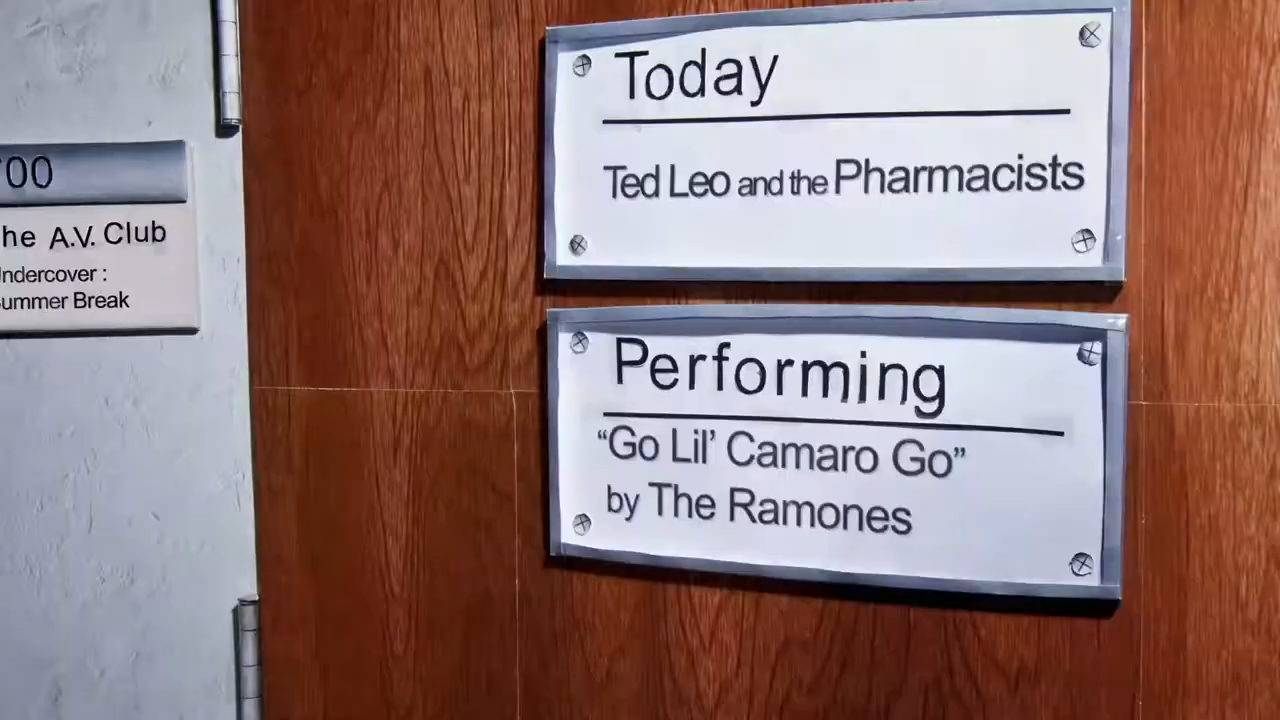 00
he A.V. Club
ndercover :
ummer Break
Today
Ted Leo and the Pharmacists
Performing
“Go Lil’ Camaro Go”
by The Ramones